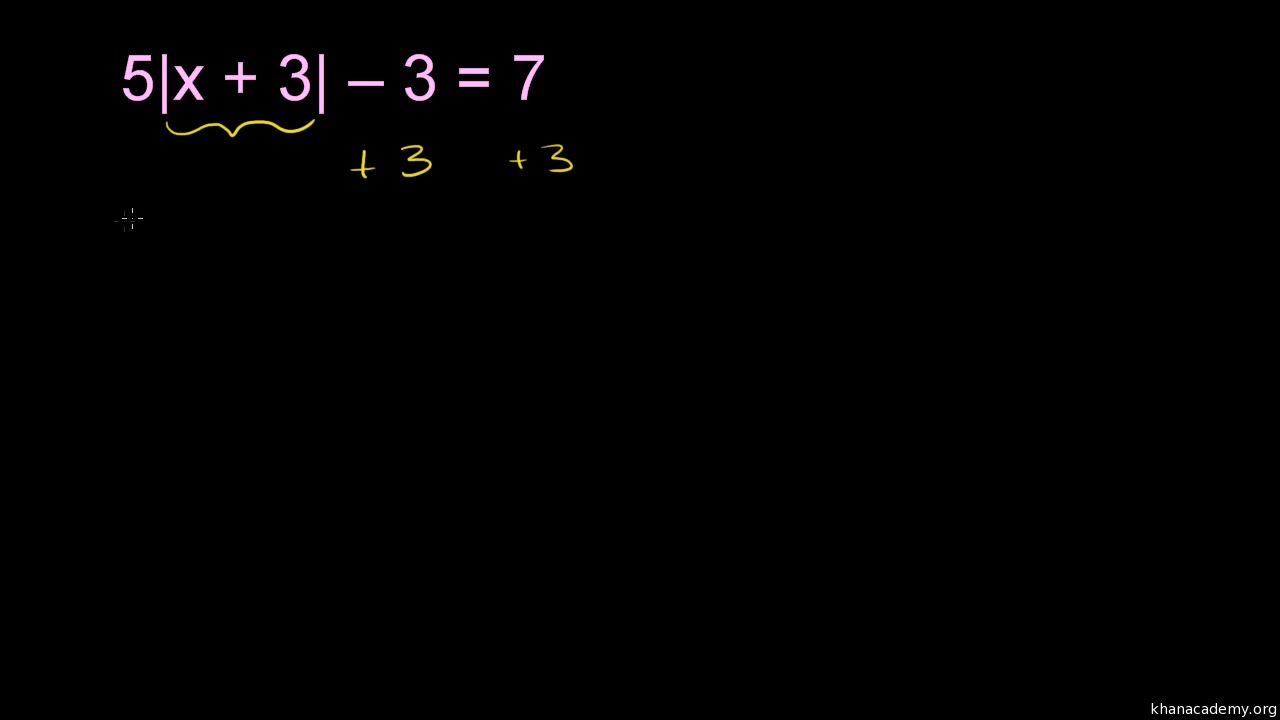 5|x + 3| – 3 = 7
+ 3 + 3
khanacademy.org